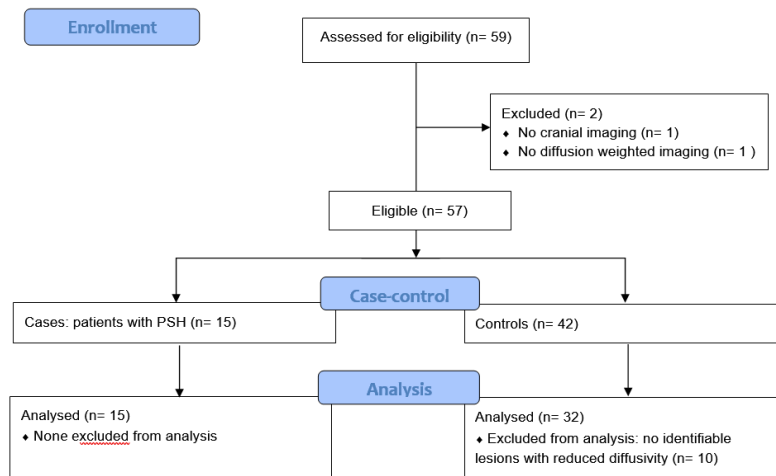 Enrollment
Assessed for eligibility (n= 59)
Excluded (n= 2)
♦ No cranial imaging (n= 1)
♦ No diffusion weighted imaging (n= 1 )
Eligible (n= 57)
Case-control
Cases: patients with PSH (n= 15)
Controls (n= 42)
Analysis
Analysed (n= 15)
♦ None excluded from analysis
Analysed (n= 32)
♦ Excluded from analysis: no identifiable
lesions with reduced diffusivity (n= 10)